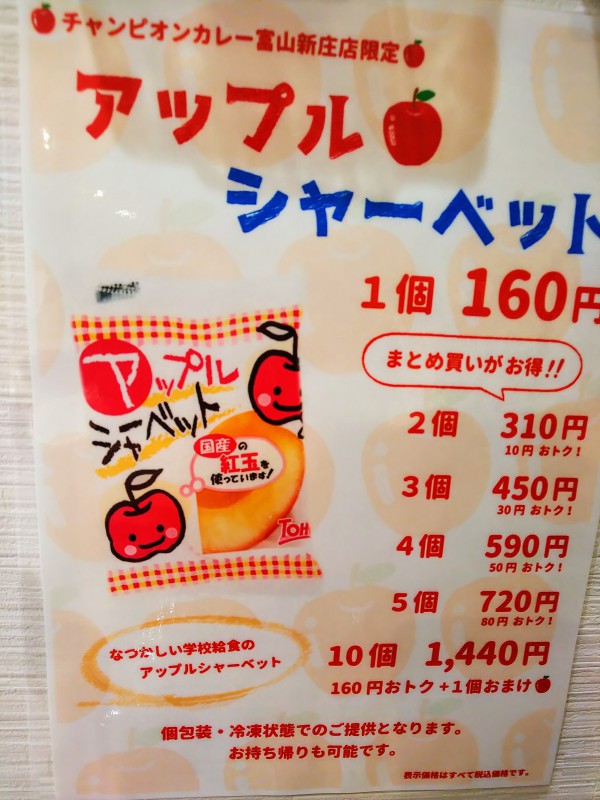 チャンピオンカレー富山新庄店限定
アップル
シャーベット
1個 160円
まとめ買いがお得!!
2個 310円
10円おトク!
3個 450円
30円おトク!
4個 590円
50円おトク!
5個 720円
80円おトク!
10個 1,440円
160円おトク+1個おまけ
アップル
シャーベット
国産の
紅玉を
使っています!
TOH
なつかしい学校給食の
アップルシャーベット
個包装・冷凍状態でのご提供となります。
お持ち帰りも可能です。
表示価格はすべて税込価格です。